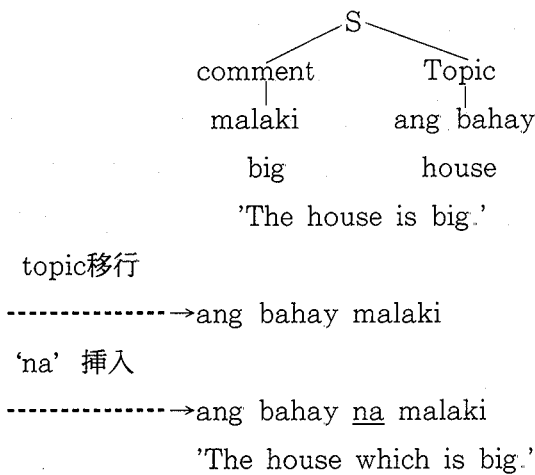 S
comment Topic
malaki ang bahay
big house
'The house is big.'
topic移行
→ang bahay malaki
'na' 挿入
→ang bahay na malaki
'The house which is big.'